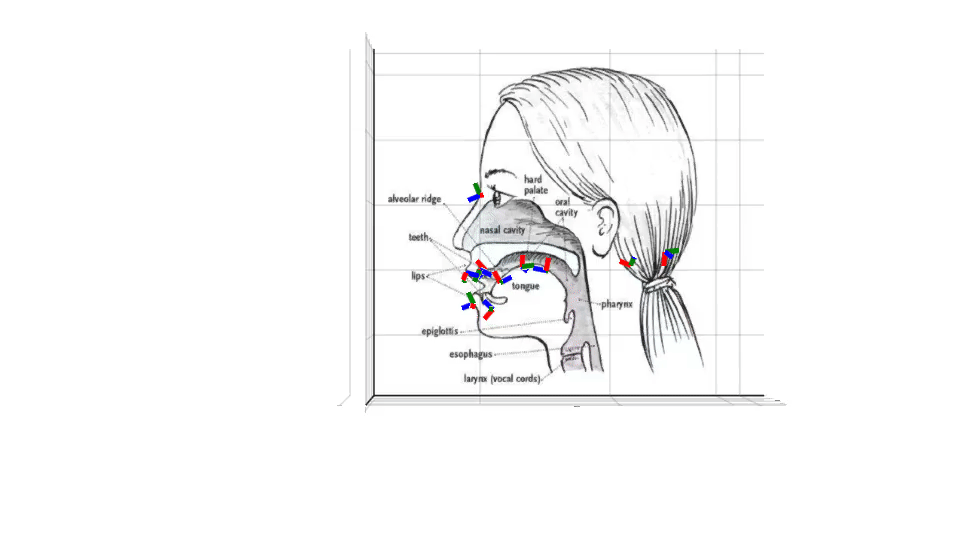 hard
palate
alveolar ridge
oral
cavity
nasal cavity
teeth
lips
tongue
pharynx
epiglottis
esophagus
larynx (vocal cords)